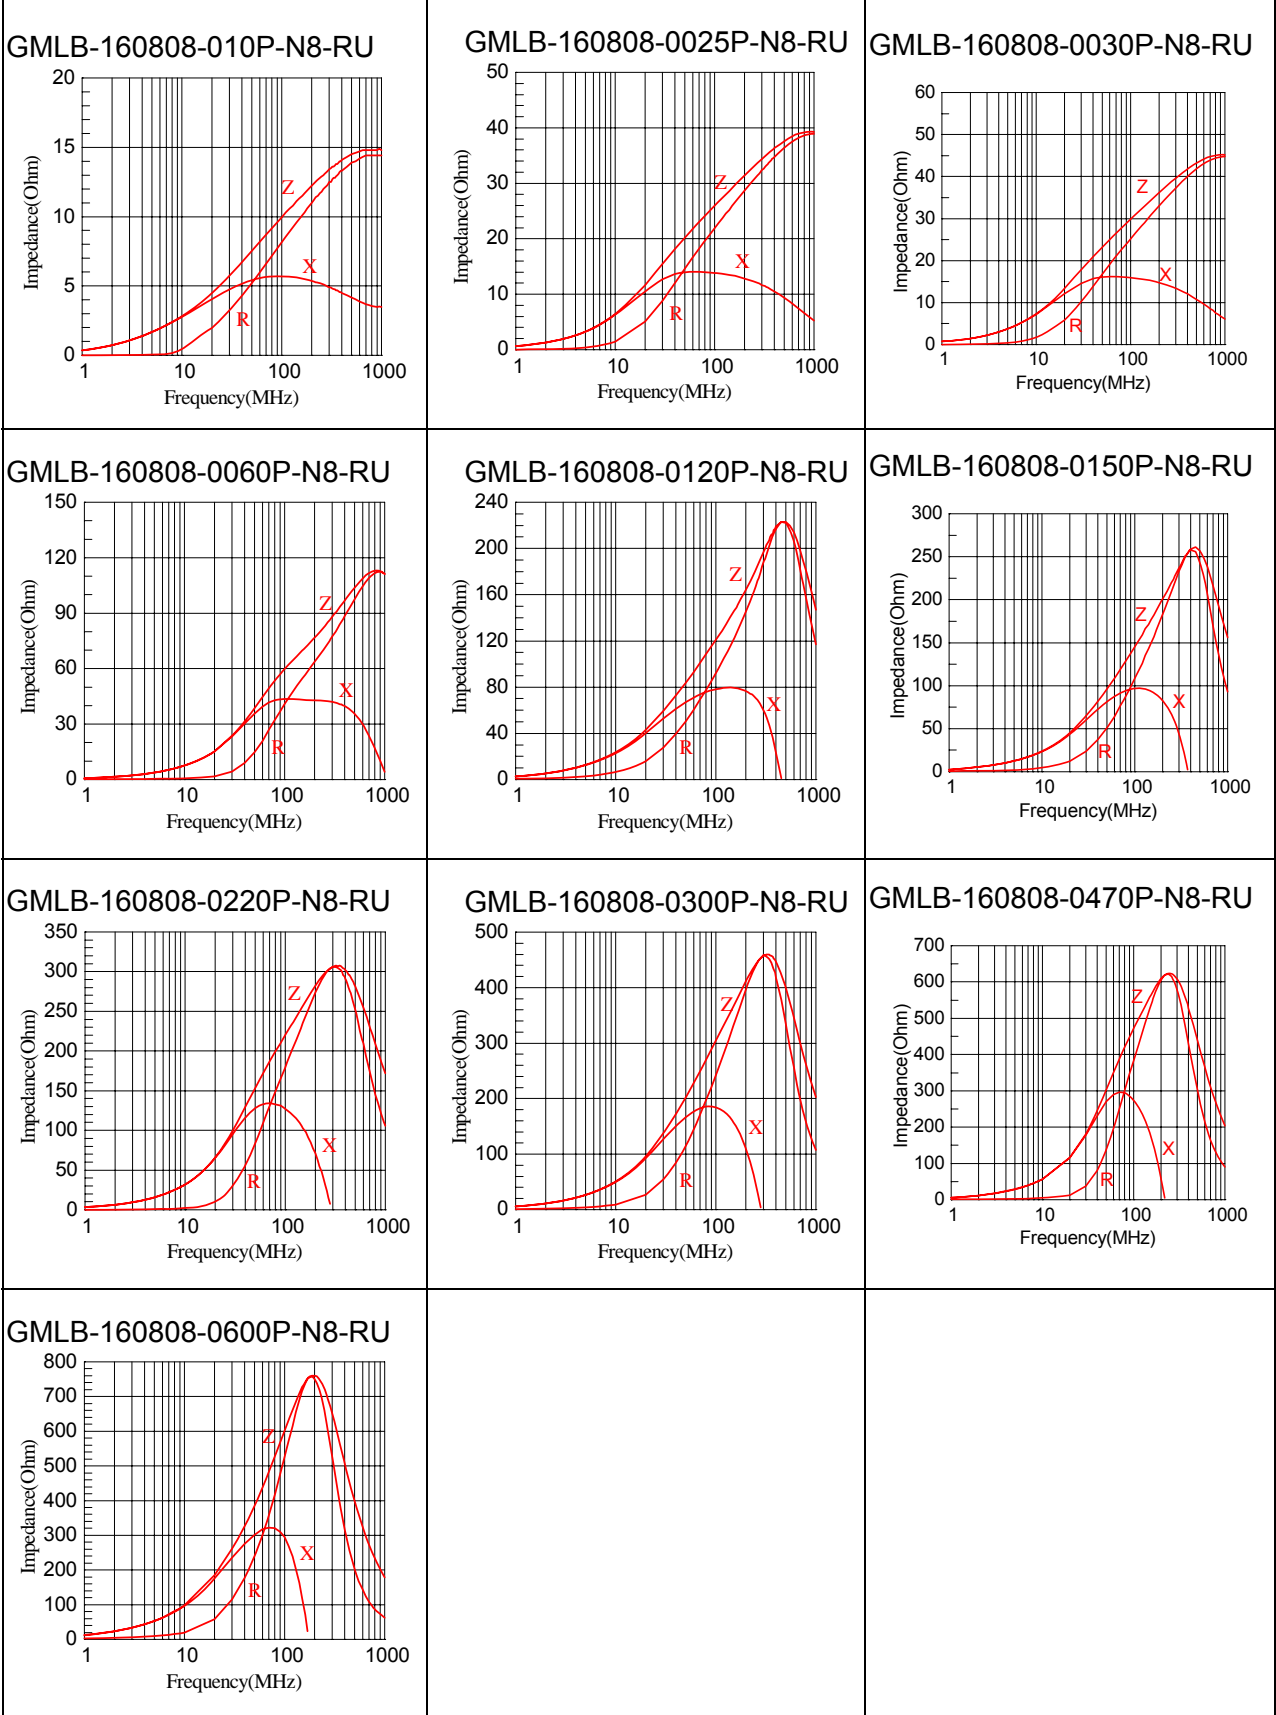 GMLB-160808-010P-N8-RU
20
15
10
5
0
Impedance(Ohm)
Z
X
R
1
10
100
1000
Frequency(MHz)
GMLB-160808-0025P-N8-RU
50
40
30
20
10
0
Impedance(Ohm)
Z
X
R
1
10
100
1000
Frequency(MHz)
GMLB-160808-0030P-N8-RU
60
50
40
30
20
10
0
Impedance(Ohm)
Z
X
R
1
10
100
1000
Frequency(MHz)
GMLB-160808-0060P-N8-RU
150
120
90
60
30
0
Impedance(Ohm)
Z
X
R
1
10
100
1000
Frequency(MHz)
GMLB-160808-0120P-N8-RU
240
200
160
120
80
40
0
Impedance(Ohm)
Z
X
R
1
10
100
1000
Frequency(MHz)
GMLB-160808-0150P-N8-RU
300
250
200
150
100
50
0
Impedance(Ohm)
Z
X
R
1
10
100
1000
Frequency(MHz)
GMLB-160808-0220P-N8-RU
350
300
250
200
150
100
50
0
Impedance(Ohm)
Z
X
R
1
10
100
1000
Frequency(MHz)
GMLB-160808-0300P-N8-RU
500
400
300
200
100
0
Impedance(Ohm)
Z
X
R
1
10
100
1000
Frequency(MHz)
GMLB-160808-0470P-N8-RU
700
600
500
400
300
200
100
0
Impedance(Ohm)
Z
X
R
1
10
100
1000
Frequency(MHz)
GMLB-160808-0600P-N8-RU
800
700
600
500
400
300
200
100
0
Impedance(Ohm)
Z
X
R
1
10
100
1000
Frequency(MHz)